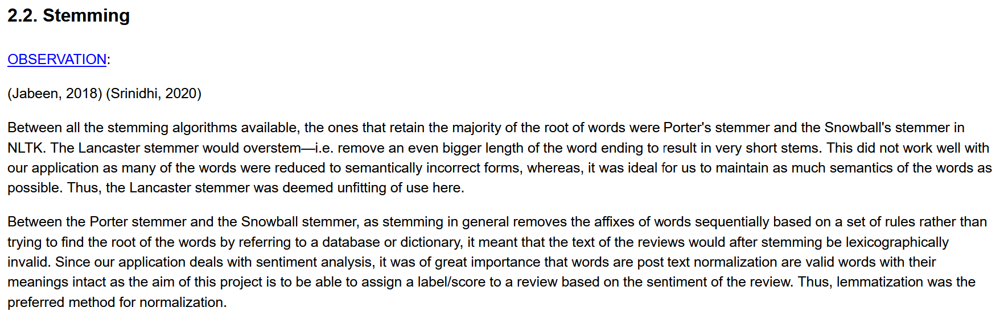 2.2. Stemming
OBSERVATION:
(Jabeen, 2018) (Srinidhi, 2020)
Between all the stemming algorithms available, the ones that retain the majority of the root of words were Porter's stemmer and the Snowball's stemmer in
NLTK. The Lancaster stemmer would overstem—i.e. remove an even bigger length of the word ending to result in very short stems. This did not work well with
our application as many of the words were reduced to semantically incorrect forms, whereas, it was ideal for us to maintain as much semantics of the words as
possible. Thus, the Lancaster stemmer was deemed unfitting of use here.
Between the Porter stemmer and the Snowball stemmer, as stemming in general removes the affixes of words sequentially based on a set of rules rather than
trying to find the root of the words by referring to a database or dictionary, it meant that the text of the reviews would after stemming be lexicographically
invalid. Since our application deals with sentiment analysis, it was of great importance that words are post text normalization are valid words with their
meanings intact as the aim of this project is to be able to assign a label/score to a review based on the sentiment of the review. Thus, lemmatization was the
preferred method for normalization.